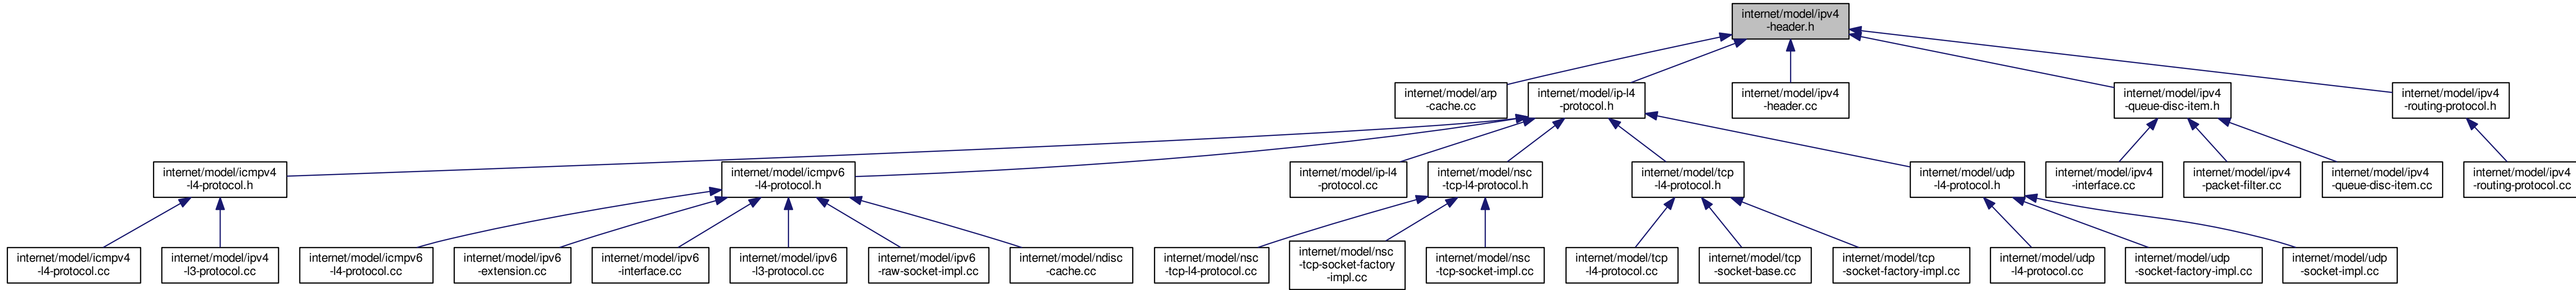 internet/model/ipv4
-header.h
internet/model/arp
-cache.cc
internet/model/ip-l4
-protocol.h
internet/model/ipv4
-header.cc
internet/model/ipv4
-queue-disc-item.h
internet/model/ipv4
-routing-protocol.h
internet/model/icmpv4
-l4-protocol.h
internet/model/icmpv6
-l4-protocol.h
internet/model/ip-l4
-protocol.cc
internet/model/nsc
-tcp-l4-protocol.h
internet/model/tcp
-l4-protocol.h
internet/model/udp
-l4-protocol.h
internet/model/ipv4
-interface.cc
internet/model/ipv4
-packet-filter.cc
internet/model/ipv4
-queue-disc-item.cc
internet/model/ipv4
-routing-protocol.cc
internet/model/icmpv4
-l4-protocol.cc
internet/model/ipv4
-l3-protocol.cc
internet/model/icmpv6
-l4-protocol.cc
internet/model/ipv6
-extension.cc
internet/model/ipv6
-interface.cc
internet/model/ipv6
-l3-protocol.cc
internet/model/ipv6
-raw-socket-impl.cc
internet/model/ndisc
-cache.cc
internet/model/nsc
-tcp-l4-protocol.cc
internet/model/nsc
-tcp-socket-factory
-impl.cc
internet/model/nsc
-tcp-socket-impl.cc
internet/model/tcp
-l4-protocol.cc
internet/model/tcp
-socket-base.cc
internet/model/tcp
-socket-factory-impl.cc
internet/model/udp
-l4-protocol.cc
internet/model/udp
-socket-factory-impl.cc
internet/model/udp
-socket-impl.cc